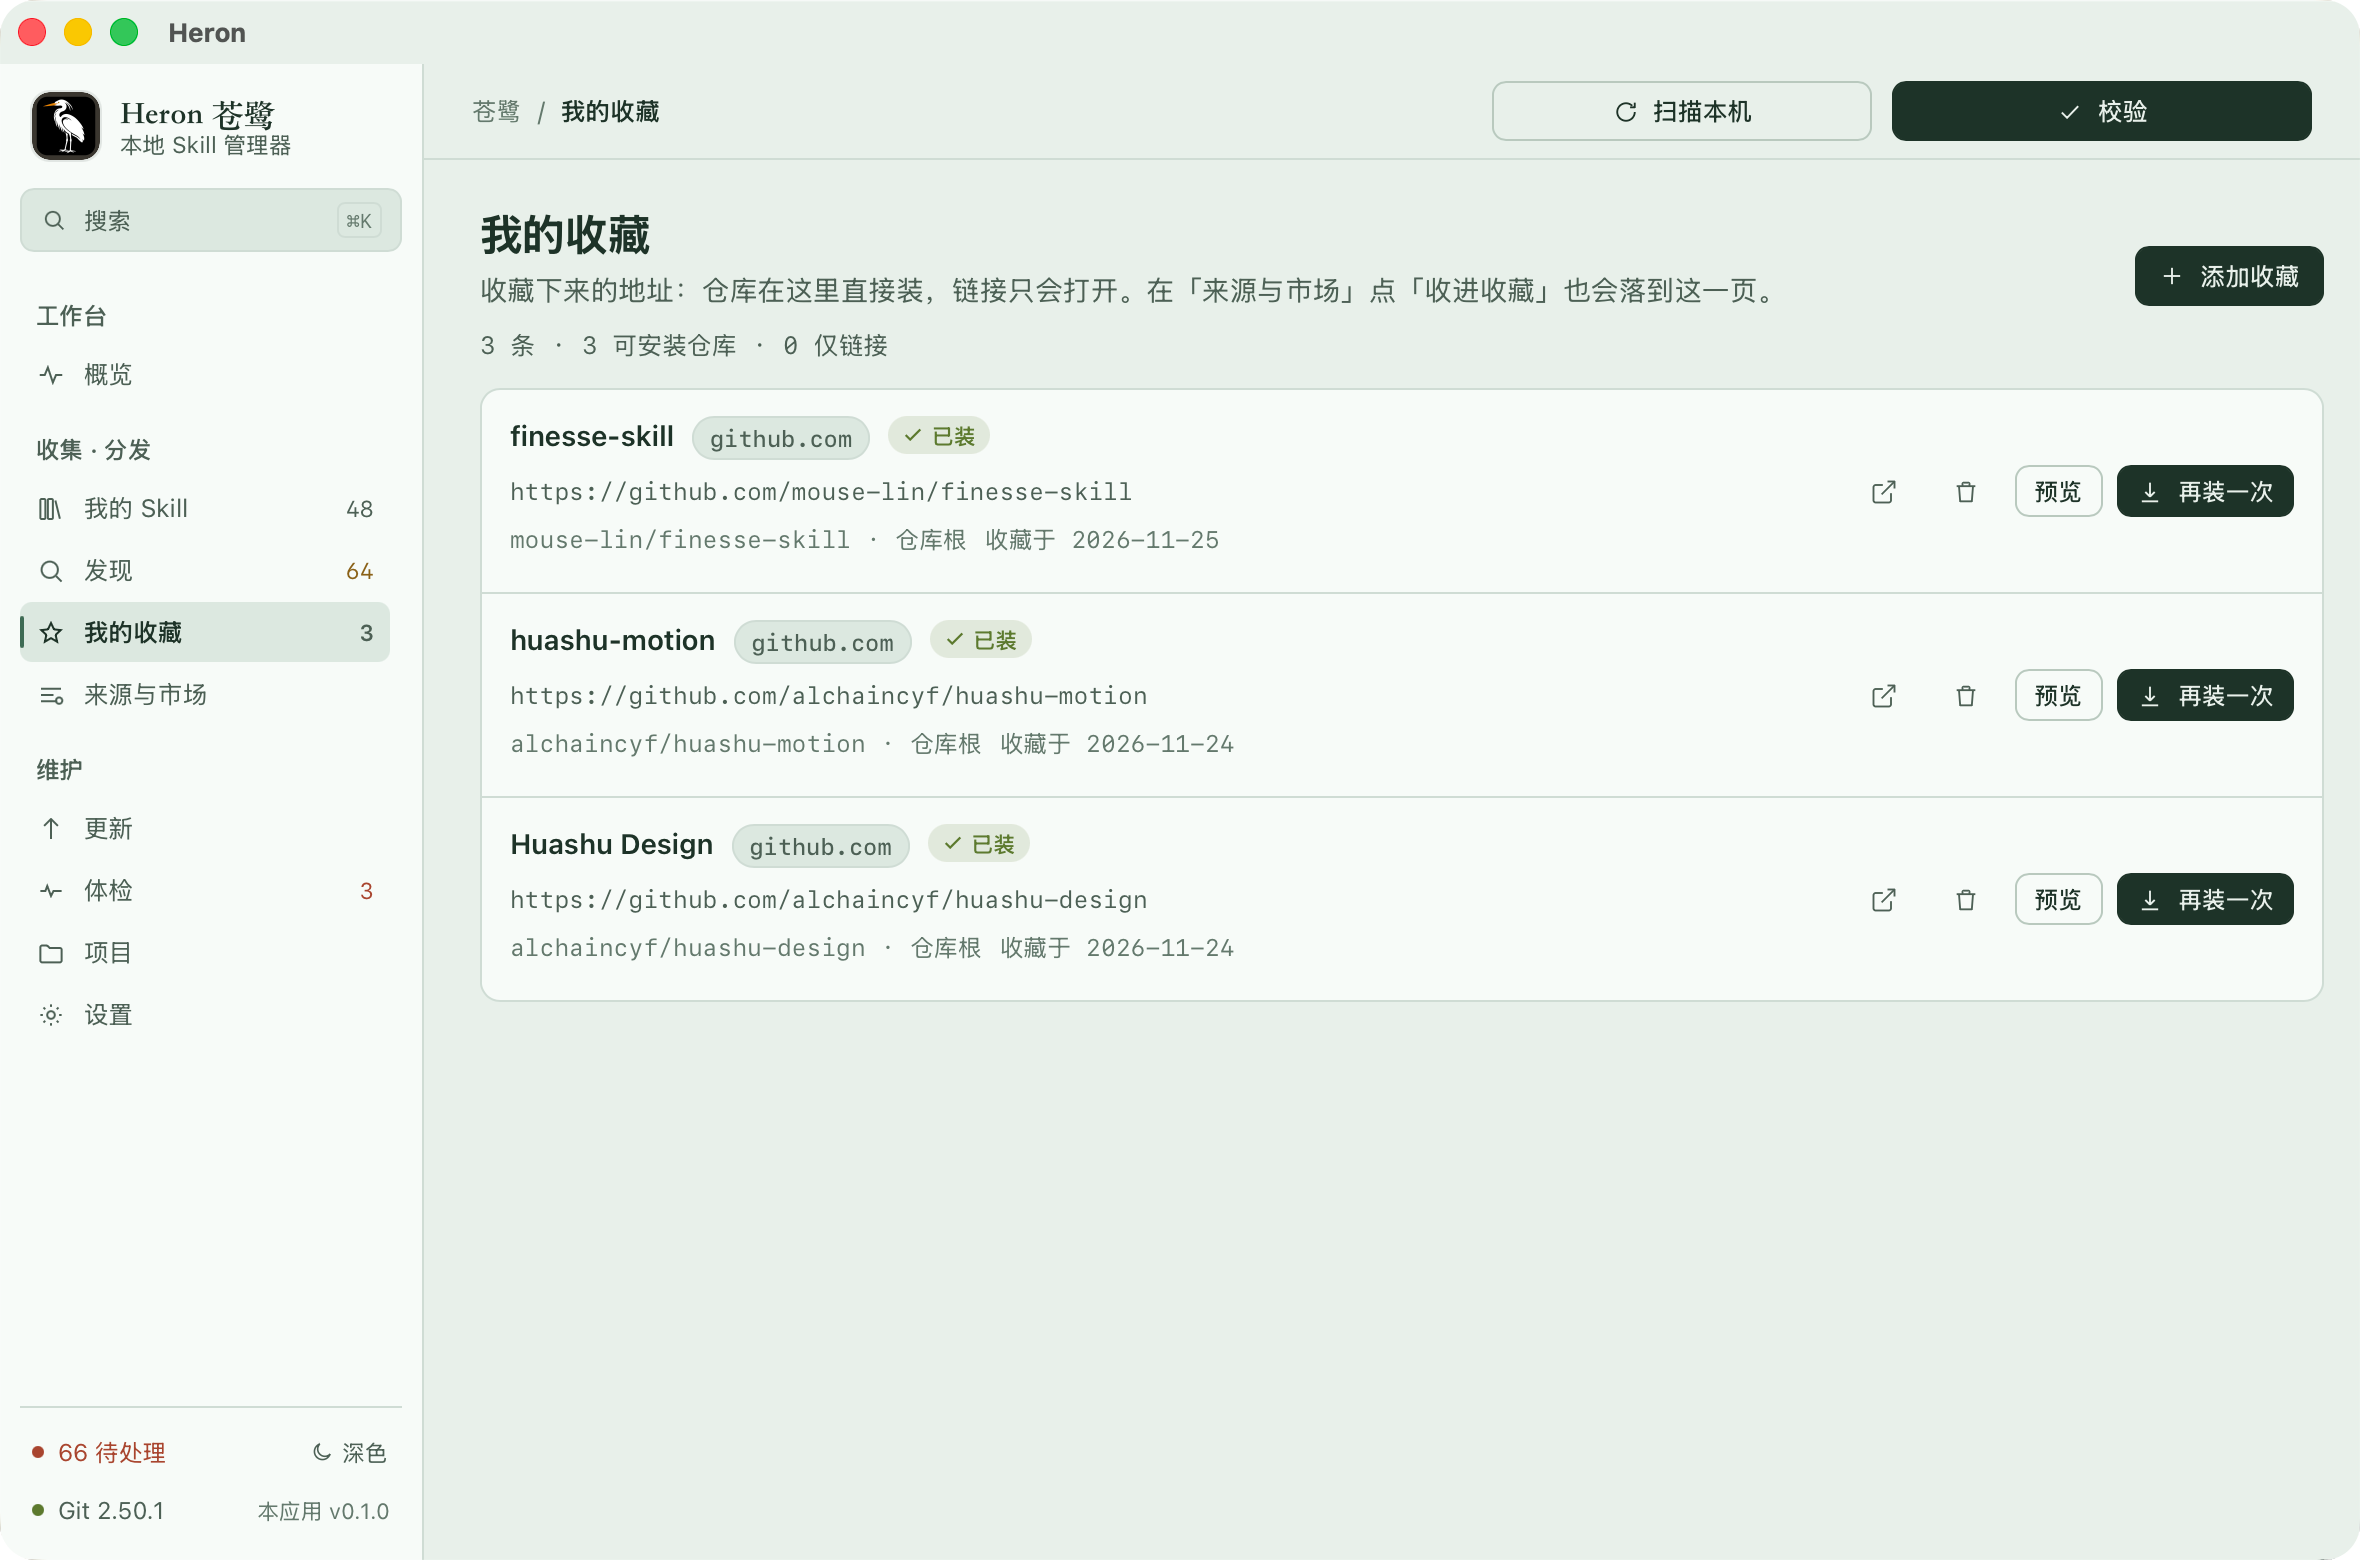 Heron
Heron 苍鹭
本地 Skill 管理器
搜索 ⌘K
工作台
概览
收集 · 分发
我的 Skill 48
发现 64
我的收藏 3
来源与市场
维护
更新
体检 3
项目
设置
66 待处理 深色
Git 2.50.1 本应用 v0.1.0
苍鹭 / 我的收藏 扫描本机 校验
我的收藏
收藏下来的地址：仓库在这里直接装，链接只会打开。在「来源与市场」点「收进收藏」也会落到这一页。
添加收藏
3 条 · 3 可安装仓库 · 0 仅链接
finesse-skill github.com 已装
https://github.com/mouse-lin/finesse-skill 预览 再装一次
mouse-lin/finesse-skill · 仓库根 收藏于 2026-11-25
huashu-motion github.com 已装
https://github.com/alchaincyf/huashu-motion 预览 再装一次
alchaincyf/huashu-motion · 仓库根 收藏于 2026-11-24
Huashu Design github.com 已装
https://github.com/alchaincyf/huashu-design 预览 再装一次
alchaincyf/huashu-design · 仓库根 收藏于 2026-11-24